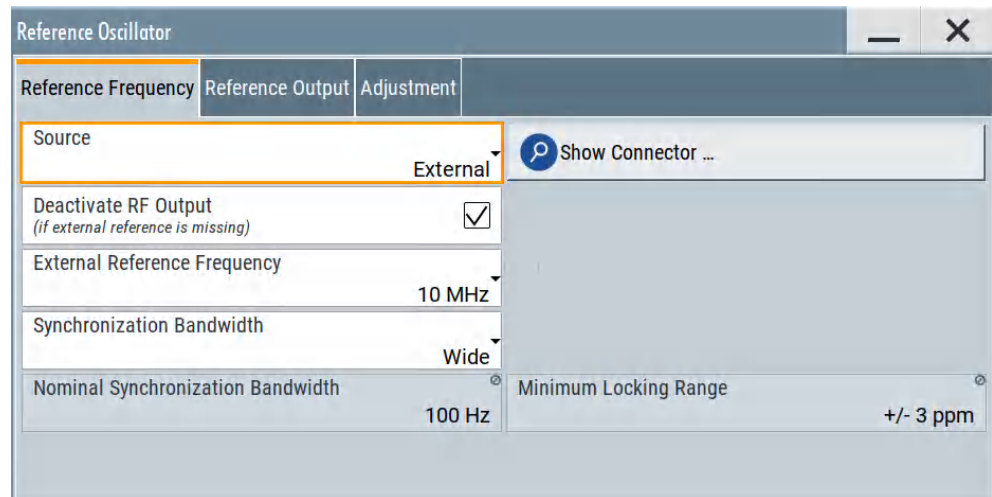 Reference Oscillator
Reference Frequency
Reference Output
Adjustment
Source
External
Show Connector ...
Deactivate RF Output
(if external reference is missing)
External Reference Frequency
10 MHz
Synchronization Bandwidth
Wide
Nominal Synchronization Bandwidth
100 Hz
Minimum Locking Range
+/- 3 ppm